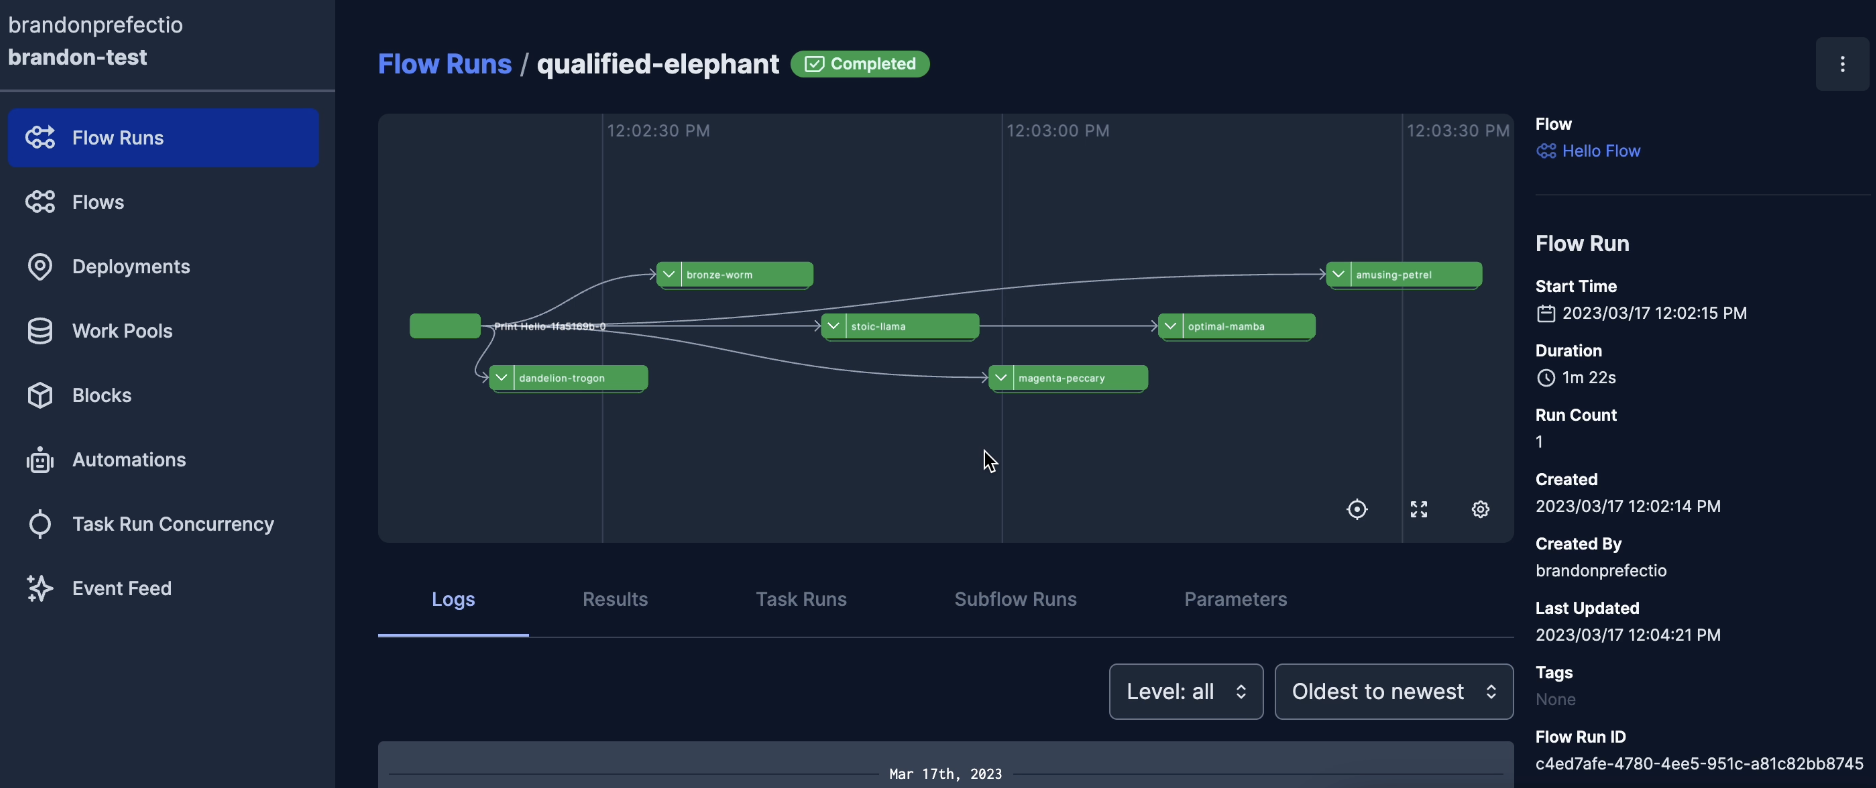 brandonprefectio
brandon-test
Flow Runs
Flows
Deployments
Work Pools
Blocks
Automations
Task Run Concurrency
Event Feed
Flow Runs / qualified-elephant Completed
12:02:30 PM 12:03:00 PM 12:03:30 PM
bronze-worm
amusing-petrel
Print Hello-1fa5169b-0
stoic-llama
optimal-mamba
dandelion-trogon
magenta-peccary
Logs Results Task Runs Subflow Runs Parameters
Level: all Oldest to newest
Mar 17th, 2023
Flow
Hello Flow
Flow Run
Start Time
2023/03/17 12:02:15 PM
Duration
1m 22s
Run Count
1
Created
2023/03/17 12:02:14 PM
Created By
brandonprefectio
Last Updated
2023/03/17 12:04:21 PM
Tags
None
Flow Run ID
c4ed7afe-4780-4ee5-951c-a81c82bb8745